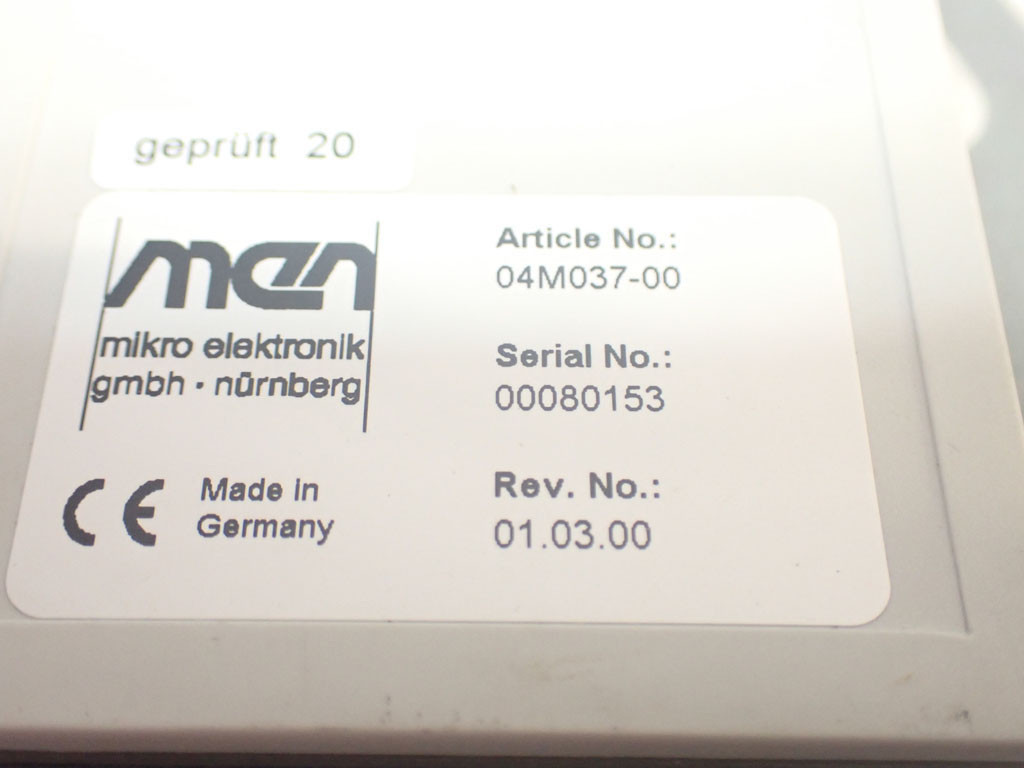 geprüft 20
men
mikro elektronik
gmbh · nürnberg
CE
Made in
Germany
Article No.:
04M037-00
Serial No.:
00080153
Rev. No.:
01.03.00